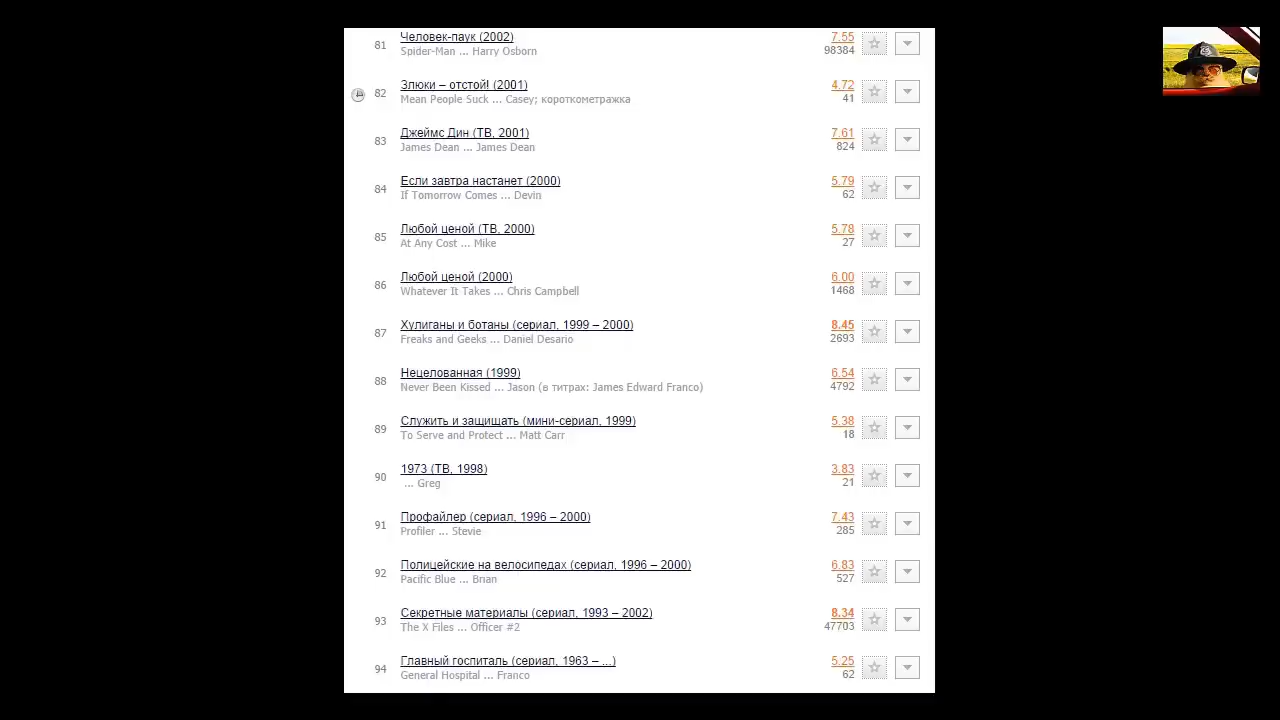 81 Человек-паук (2002) 7.55
Spider-Man ... Harry Osborn 98384
82 Злюки – отстой! (2001) 4.72
Mean People Suck ... Casey; короткометражка 41
83 Джеймс Дин (ТВ, 2001) 7.61
James Dean ... James Dean 824
84 Если завтра настанет (2000) 5.79
If Tomorrow Comes ... Devin 62
85 Любой ценой (ТВ, 2000) 5.78
At Any Cost ... Mike 27
86 Любой ценой (2000) 6.00
Whatever It Takes ... Chris Campbell 1468
87 Хулиганы и ботаны (сериал, 1999 – 2000) 8.45
Freaks and Geeks ... Daniel Desario 2693
88 Нецелованная (1999) 6.54
Never Been Kissed ... Jason (в титрах: James Edward Franco) 4792
89 Служить и защищать (мини-сериал, 1999) 5.38
To Serve and Protect ... Matt Carr 18
90 1973 (ТВ, 1998) 3.83
... Greg 21
91 Профайлер (сериал, 1996 – 2000) 7.43
Profiler ... Stevie 285
92 Полицейские на велосипедах (сериал, 1996 – 2000) 6.83
Pacific Blue ... Brian 527
93 Секретные материалы (сериал, 1993 – 2002) 8.34
The X Files ... Officer #2 47703
94 Главный госпиталь (сериал, 1963 – ...) 5.25
General Hospital ... Franco 62